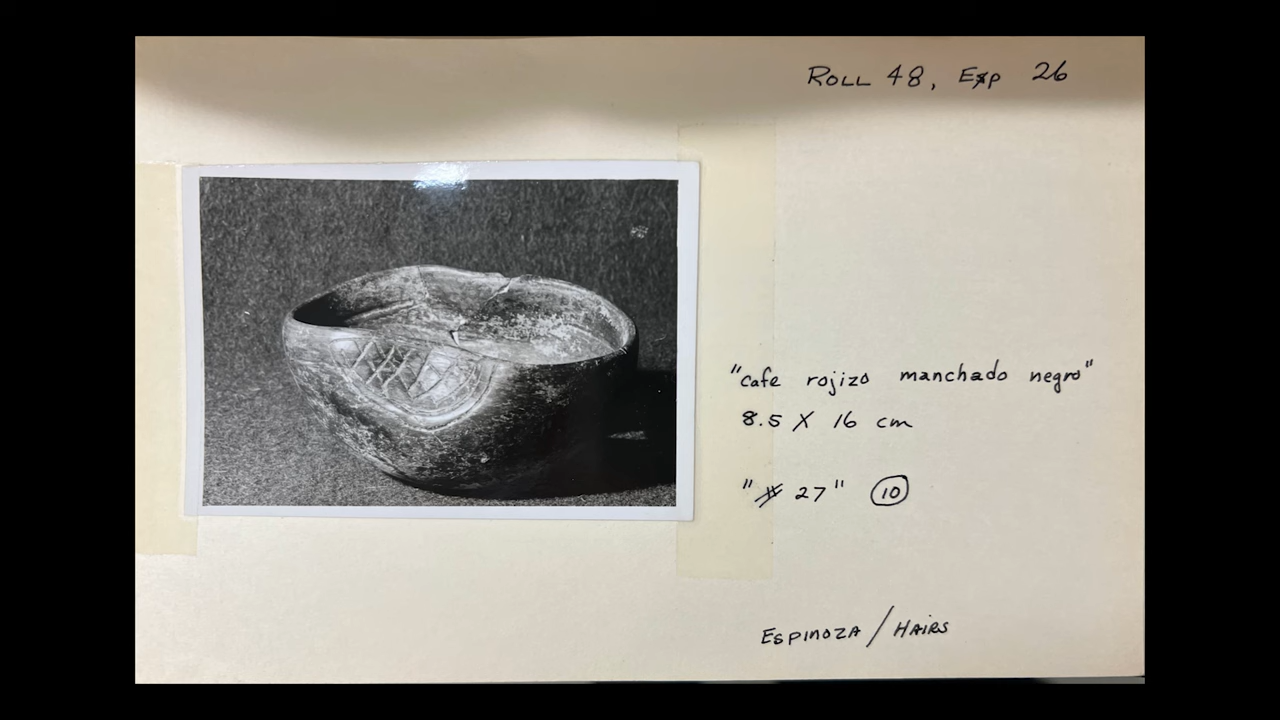 ROLL 48, Exp 26
"cafe rojizo manchado negro"
8.5 X 16 cm
"# 27" 10
ESPINOZA / HAIRS